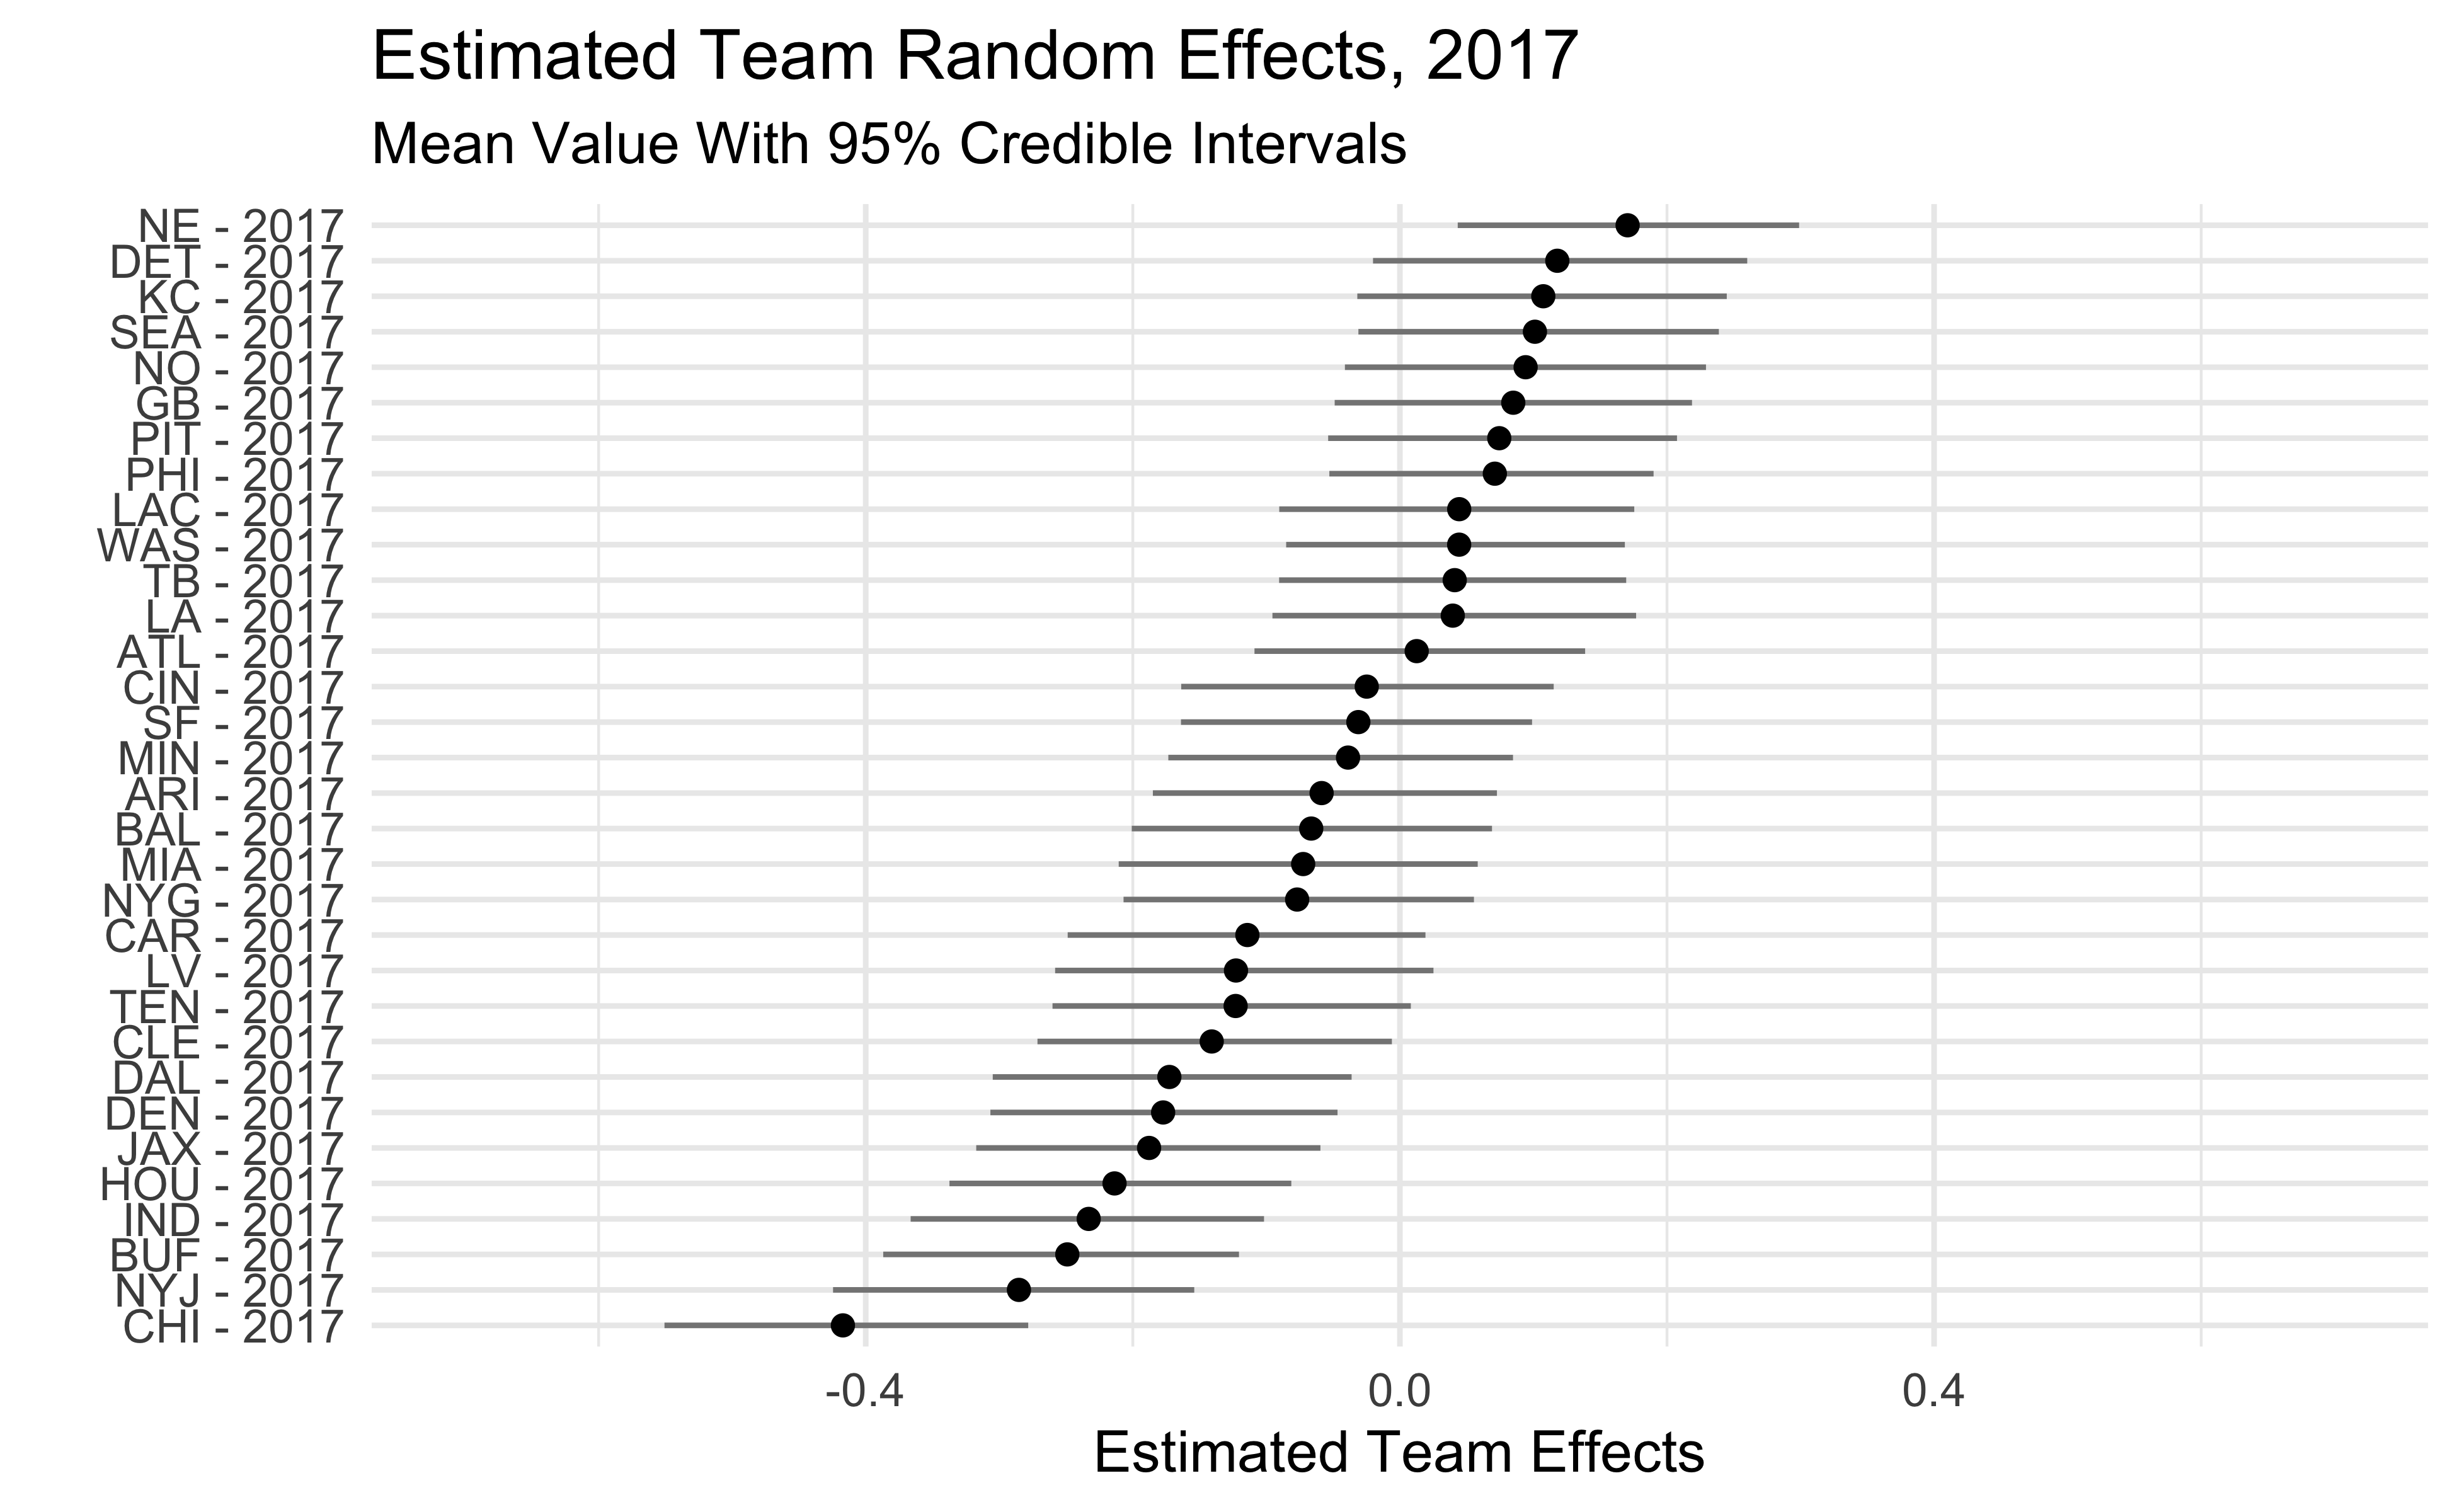 Estimated Team Random Effects, 2017
Mean Value With 95% Credible Intervals
NE - 2017
DET - 2017
KC - 2017
SEA - 2017
NO - 2017
GB - 2017
PIT - 2017
PHI - 2017
LAC - 2017
WAS - 2017
TB - 2017
LA - 2017
ATL - 2017
CIN - 2017
SF - 2017
MIN - 2017
ARI - 2017
BAL - 2017
MIA - 2017
NYG - 2017
CAR - 2017
LV - 2017
TEN - 2017
CLE - 2017
DAL - 2017
DEN - 2017
JAX - 2017
HOU - 2017
IND - 2017
BUF - 2017
NYJ - 2017
CHI - 2017
-0.4 0.0 0.4
Estimated Team Effects